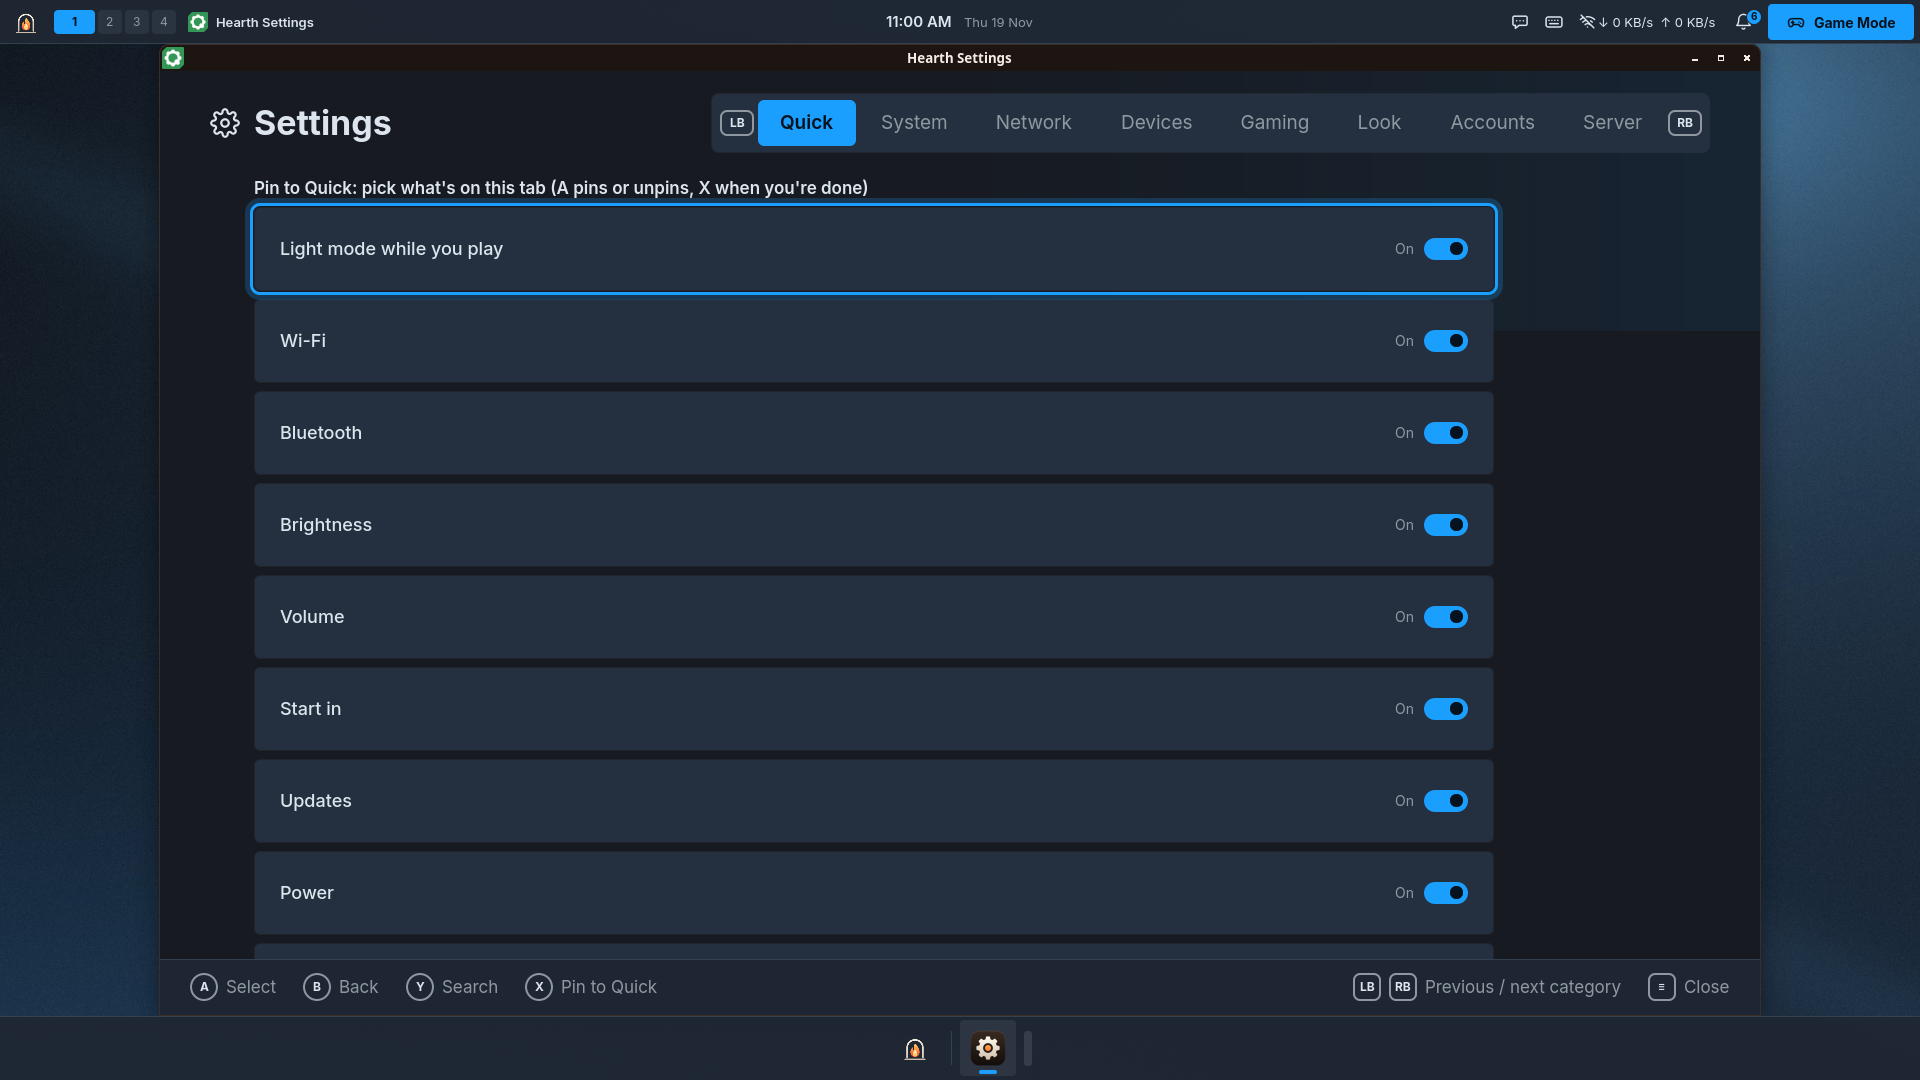 1 2 3 4 Hearth Settings
11:00 AM Thu 19 Nov
↓ 0 KB/s ↑ 0 KB/s 6 Game Mode
Hearth Settings
Settings
LB Quick System Network Devices Gaming Look Accounts Server RB
Pin to Quick: pick what's on this tab (A pins or unpins, X when you're done)
Light mode while you play On
Wi-Fi On
Bluetooth On
Brightness On
Volume On
Start in On
Updates On
Power On
A Select B Back Y Search X Pin to Quick
LB RB Previous / next category ≡ Close